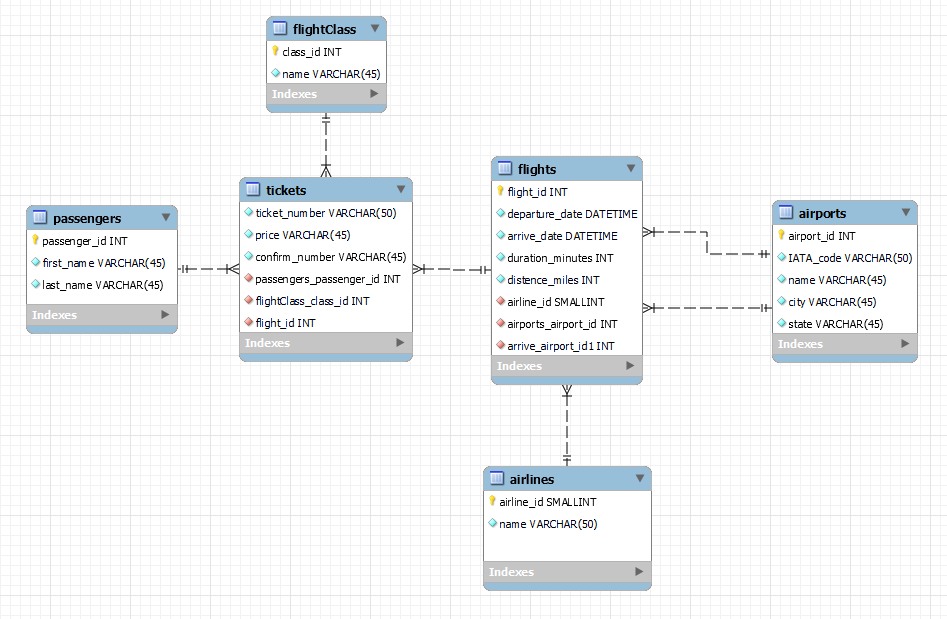 flightClass
class_id INT
name VARCHAR(45)
Indexes
passengers
passenger_id INT
first_name VARCHAR(45)
last_name VARCHAR(45)
Indexes
tickets
ticket_number VARCHAR(50)
price VARCHAR(45)
confirm_number VARCHAR(45)
passengers_passenger_id INT
flightClass_class_id INT
flight_id INT
Indexes
flights
flight_id INT
departure_date DATETIME
arrive_date DATETIME
duration_minutes INT
distence_miles INT
airline_id SMALLINT
airports_airport_id INT
arrive_airport_id1 INT
Indexes
airports
airport_id INT
IATA_code VARCHAR(50)
name VARCHAR(45)
city VARCHAR(45)
state VARCHAR(45)
Indexes
airlines
airline_id SMALLINT
name VARCHAR(50)
Indexes